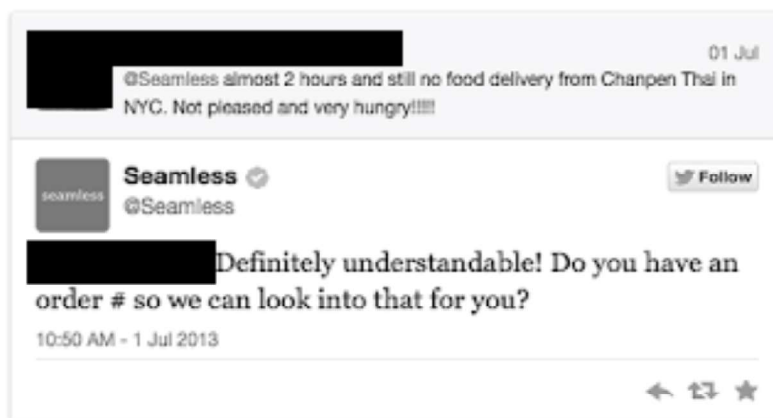 01 Jul
@Seamless almost 2 hours and still no food delivery from Chanpen Thai in
NYC. Not pleased and very hungry!!!!!
seamless
Seamless
Follow
@Seamless
Definitely understandable! Do you have an
order # so we can look into that for you?
10:50 AM - 1 Jul 2013